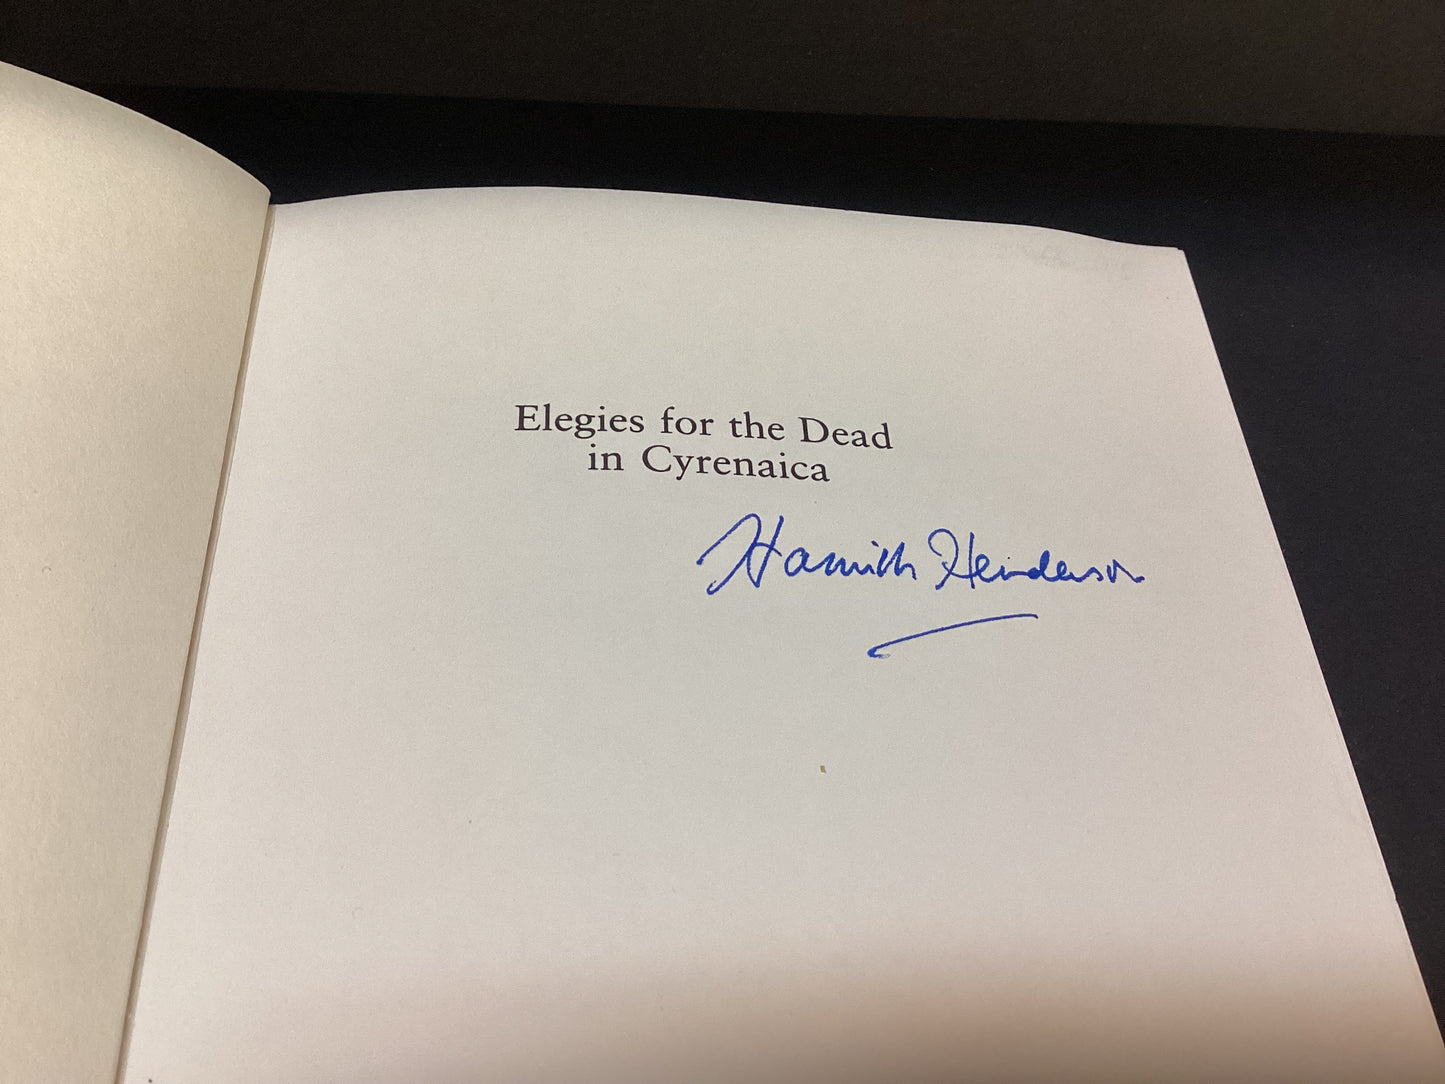 Elegies for the Dead
in Cyrenaica
Hamish Henderson